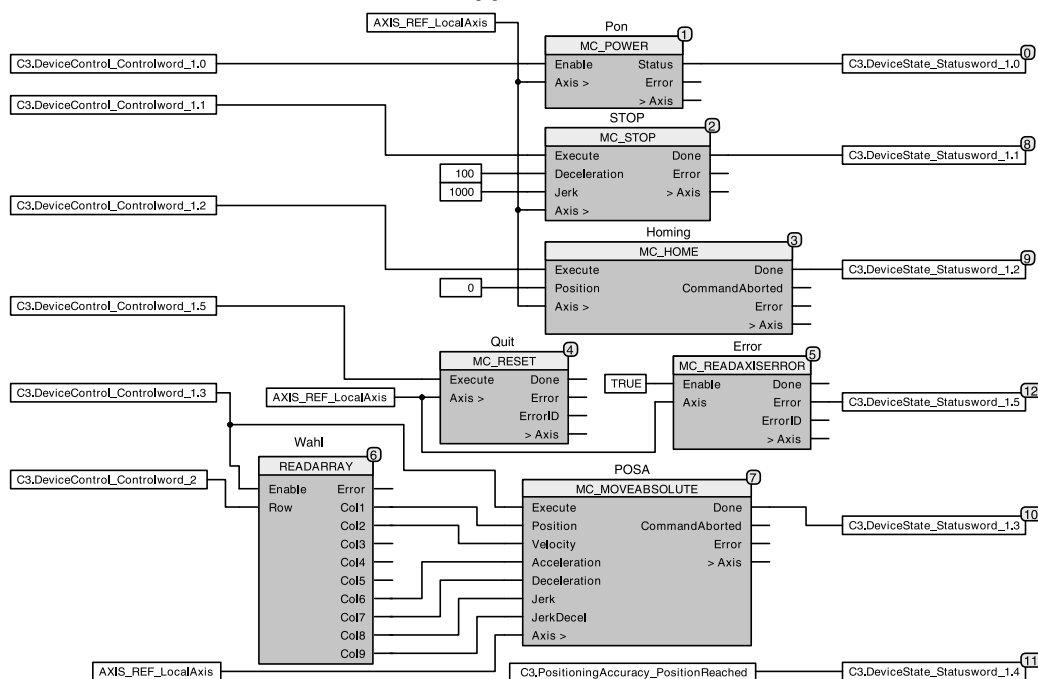 AXIS_REF_LocalAxis
Pon
1
MC_POWER
C3.DeviceControl_Controlword_1.0
Enable Status
0
C3.DeviceState_Statusword_1.0
Axis > Error
> Axis
C3.DeviceControl_Controlword_1.1
STOP
2
MC_STOP
Execute Done
8
C3.DeviceState_Statusword_1.1
100
Deceleration Error
1000
Jerk > Axis
Axis >
C3.DeviceControl_Controlword_1.2
Homing
3
MC_HOME
Execute Done
9
C3.DeviceState_Statusword_1.2
0
Position CommandAborted
Axis > Error
> Axis
C3.DeviceControl_Controlword_1.5
Quit
4
MC_RESET
Execute Done
AXIS_REF_LocalAxis
Axis > Error
ErrorID
> Axis
Error
5
MC_READAXISERROR
TRUE
Enable Done
Axis Error
12
C3.DeviceState_Statusword_1.5
ErrorID
> Axis
C3.DeviceControl_Controlword_1.3
Wahl
6
READARRAY
C3.DeviceControl_Controlword_2
Enable Error
Row Col1
Col2
Col3
Col4
Col5
Col6
Col7
Col8
Col9
POSA
7
MC_MOVEABSOLUTE
Execute Done
Position CommandAborted
Velocity Error
Acceleration > Axis
Deceleration
Jerk
JerkDecel
Axis >
10
C3.DeviceState_Statusword_1.3
AXIS_REF_LocalAxis
C3.PositioningAccuracy_PositionReached
11
C3.DeviceState_Statusword_1.4